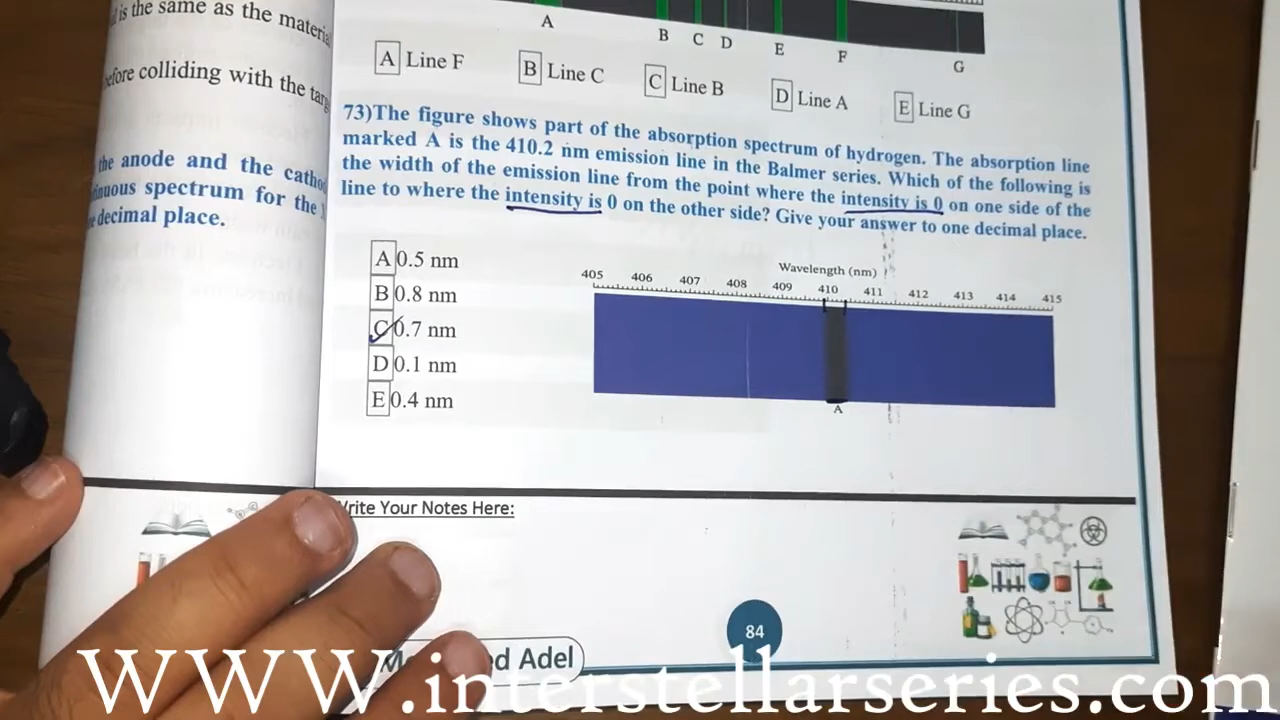 is the same as the materia
before colliding with the targ
the anode and the catho
continuous spectrum for the
decimal place.
A B C D E F G
A Line F B Line C C Line B D Line A E Line G
73)The figure shows part of the absorption spectrum of hydrogen. The absorption line
marked A is the 410.2 nm emission line in the Balmer series. Which of the following is
the width of the emission line from the point where the intensity is 0 on one side of the
line to where the intensity is 0 on the other side? Give your answer to one decimal place.
A 0.5 nm
B 0.8 nm
C 0.7 nm
D 0.1 nm
E 0.4 nm
Wavelength (nm)
405 406 407 408 409 410 411 412 413 414 415
A
Write Your Notes Here:
84
ed Adel
WWW.interstellarseries.com